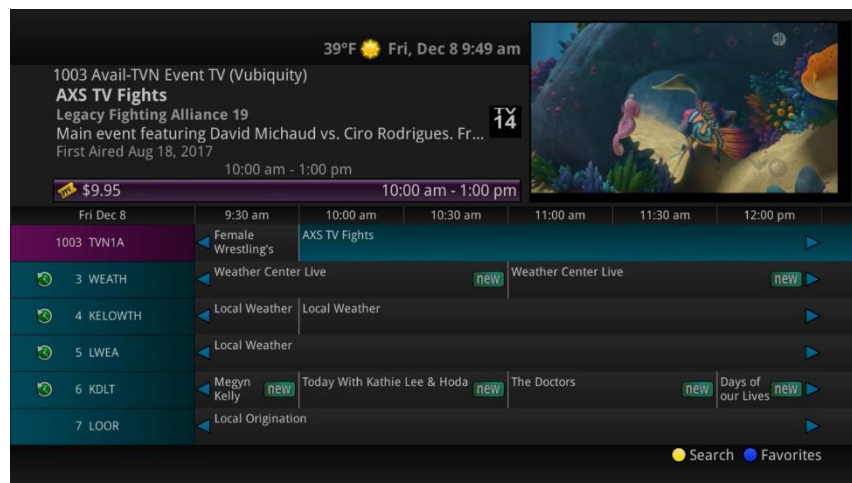 39°F Fri, Dec 8 9:49 am
1003 Avail-TVN Event TV (Vubiquity)
AXS TV Fights
Legacy Fighting Alliance 19
TV 14
Main event featuring David Michaud vs. Ciro Rodrigues. Fr...
First Aired Aug 18, 2017
10:00 am - 1:00 pm
$9.95 10:00 am - 1:00 pm
Fri Dec 8 9:30 am 10:00 am 10:30 am 11:00 am 11:30 am 12:00 pm
1003 TVN1A Female Wrestling's AXS TV Fights
3 WEATH Weather Center Live new Weather Center Live new
4 KELOWTH Local Weather Local Weather
5 LWEA Local Weather
6 KDLT Megyn Kelly new Today With Kathie Lee & Hoda new The Doctors new Days of our Lives new
7 LOOR Local Origination
Search Favorites